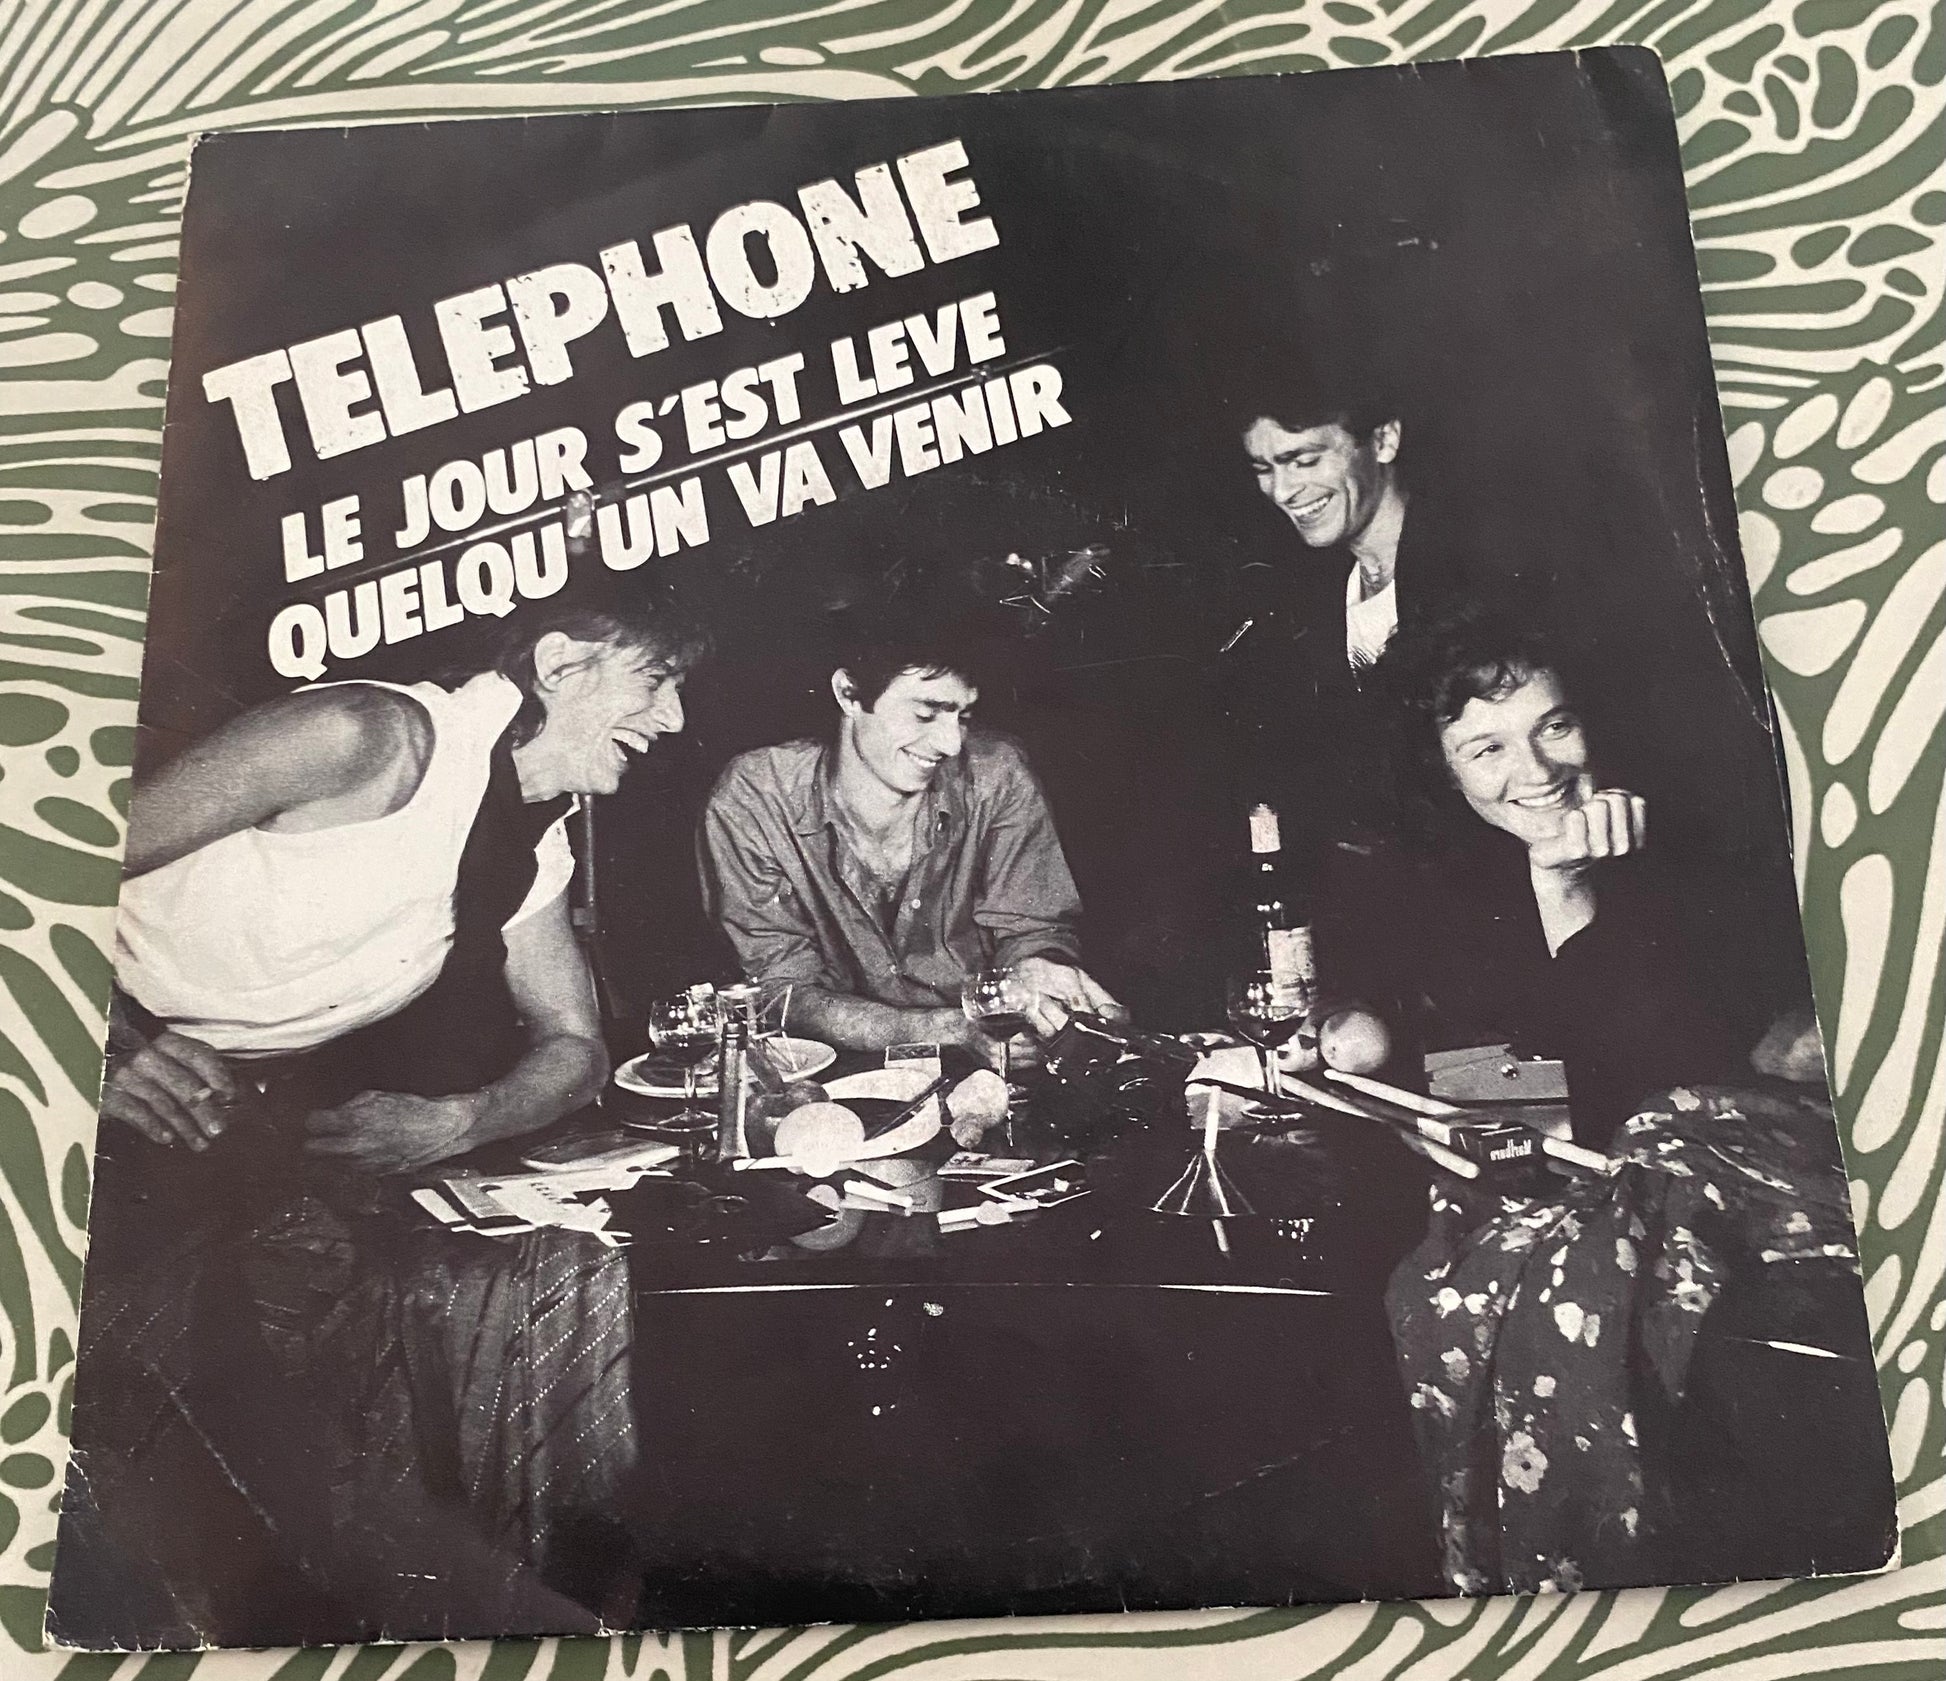 TELEPHONE
LE JOUR S'EST LEVE
QUELQU'UN VA VENIR